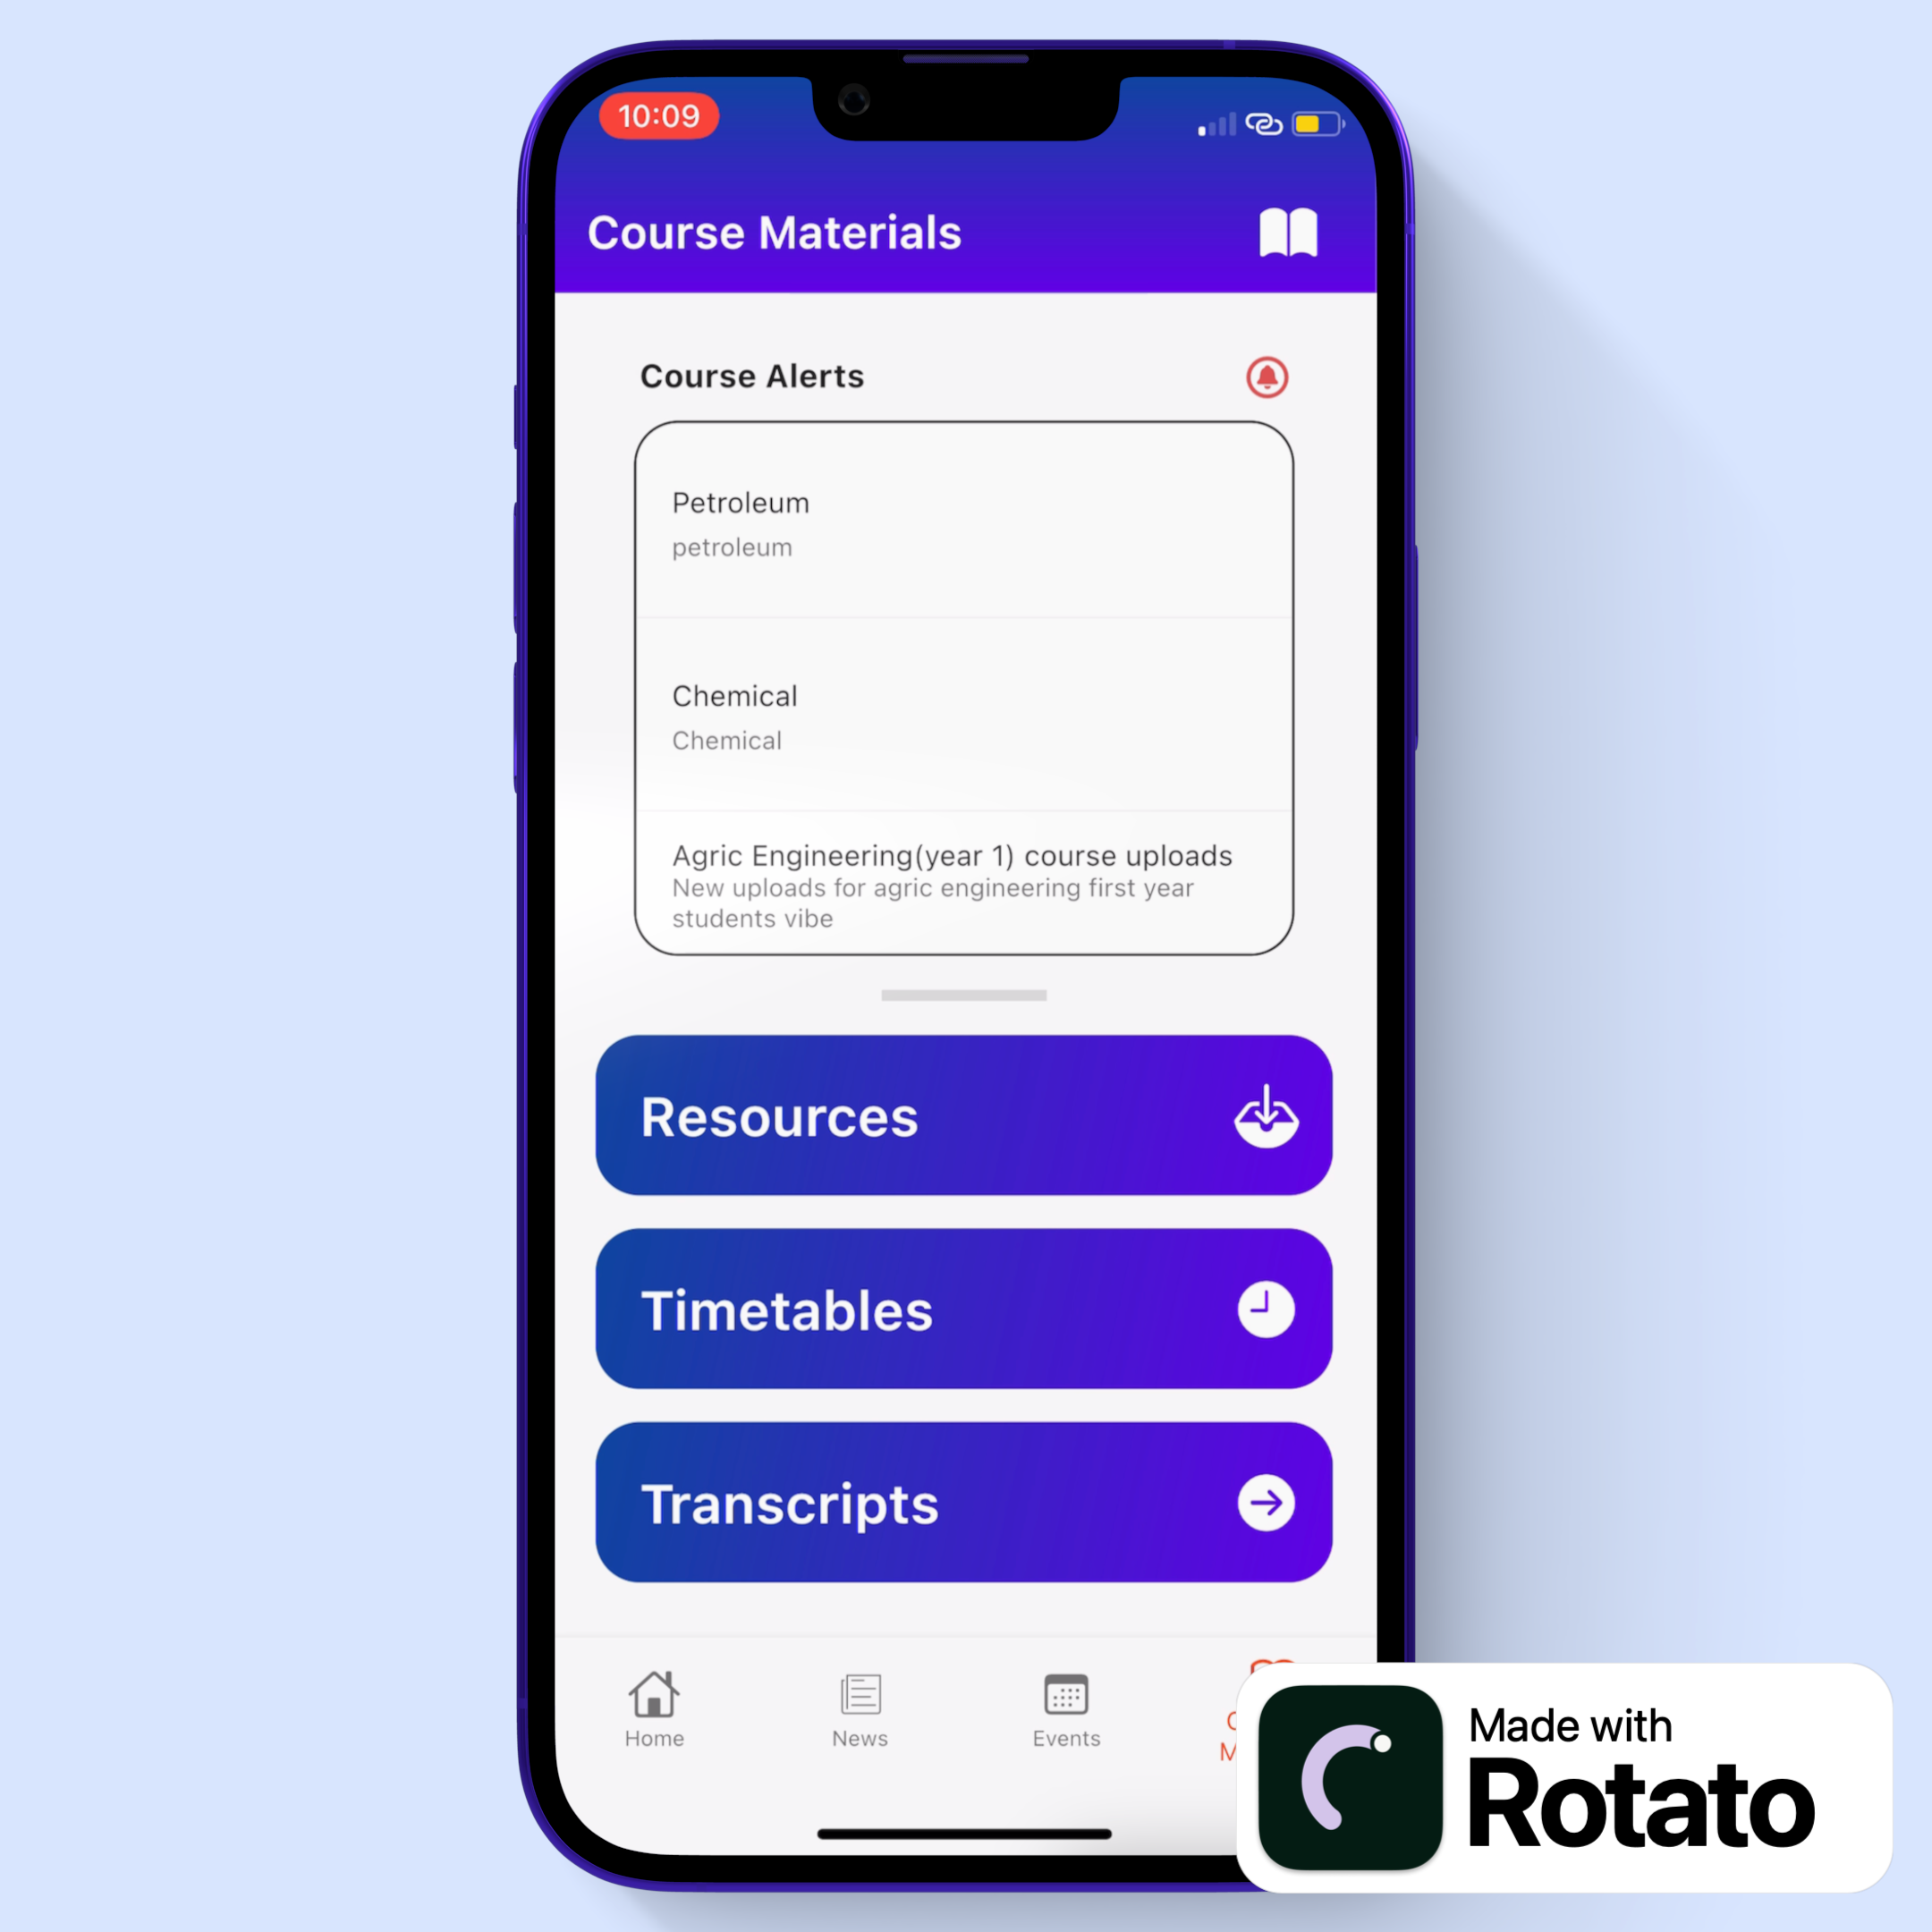 10:09
Course Materials
Course Alerts
Petroleum
petroleum
Chemical
Chemical
Agric Engineering(year 1) course uploads
New uploads for agric engineering first year
students vibe
Resources
Timetables
Transcripts
Home
News
Events
Made with
Rotato